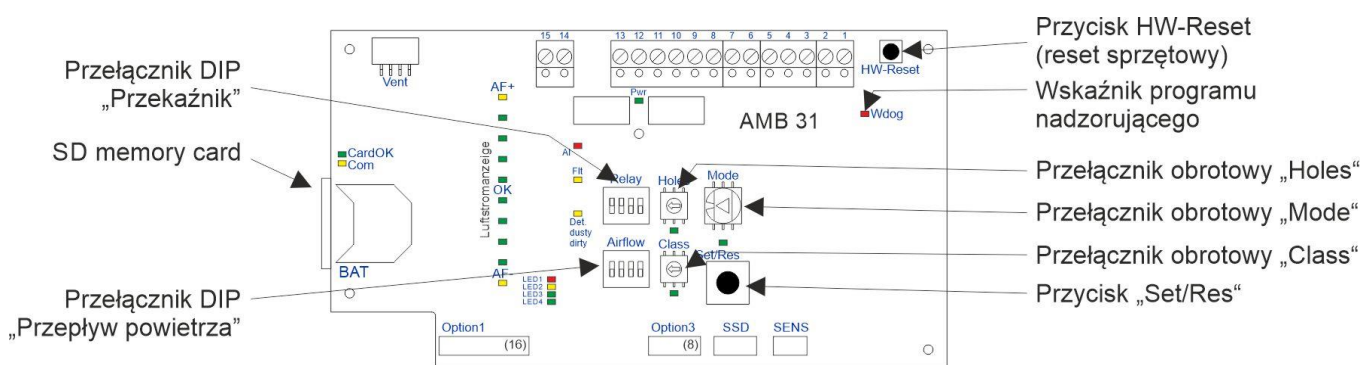 Przełącznik DIP
„Przekaźnik”
SD memory card
Przełącznik DIP
„Przepływ powietrza”
Vent
15 14
13 12 11 10 9 8 7 6 5 4 3 2 1
HW-Reset
Pwr
Wdog
AMB 31
AF+
Luftstromanzeige
OK
AF-
CardOK
Com
BAT
Al
Flt
Det.
dusty
dirty
Relay
Holes
Mode
Airflow
Class
Set/Res
LED1
LED2
LED3
LED4
Option1
(16)
Option3
(8)
SSD
SENS
Przycisk HW-Reset
(reset sprzętowy)
Wskaźnik programu
nadzorującego
Przełącznik obrotowy „Holes“
Przełącznik obrotowy „Mode“
Przełącznik obrotowy „Class“
Przycisk „Set/Res“